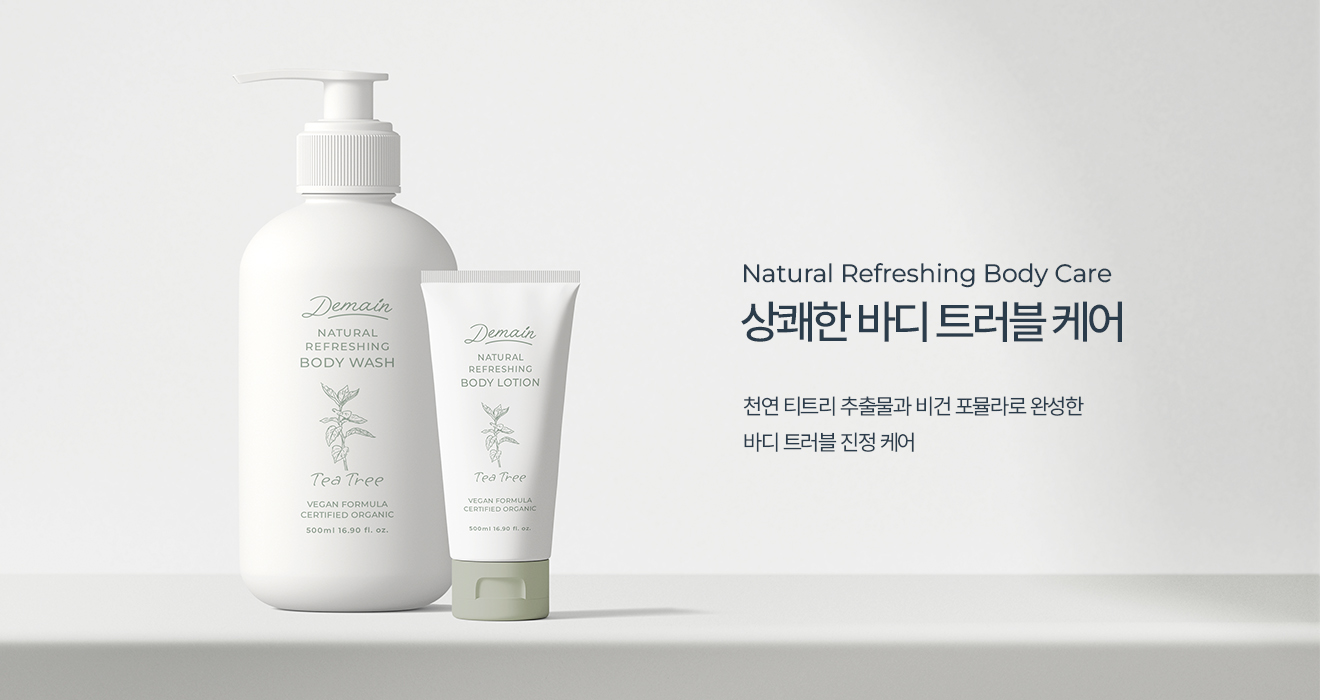 Demain
NATURAL
REFRESHING
BODY WASH
Tea Tree
VEGAN FORMULA
CERTIFIED ORGANIC
500ml 16.90 fl. oz.
Demain
NATURAL
REFRESHING
BODY LOTION
Tea Tree
VEGAN FORMULA
CERTIFIED ORGANIC
500ml 16.90 fl. oz.
Natural Refreshing Body Care
상쾌한 바디 트러블 케어
천연 티트리 추출물과 비건 포뮬라로 완성한
바디 트러블 진정 케어